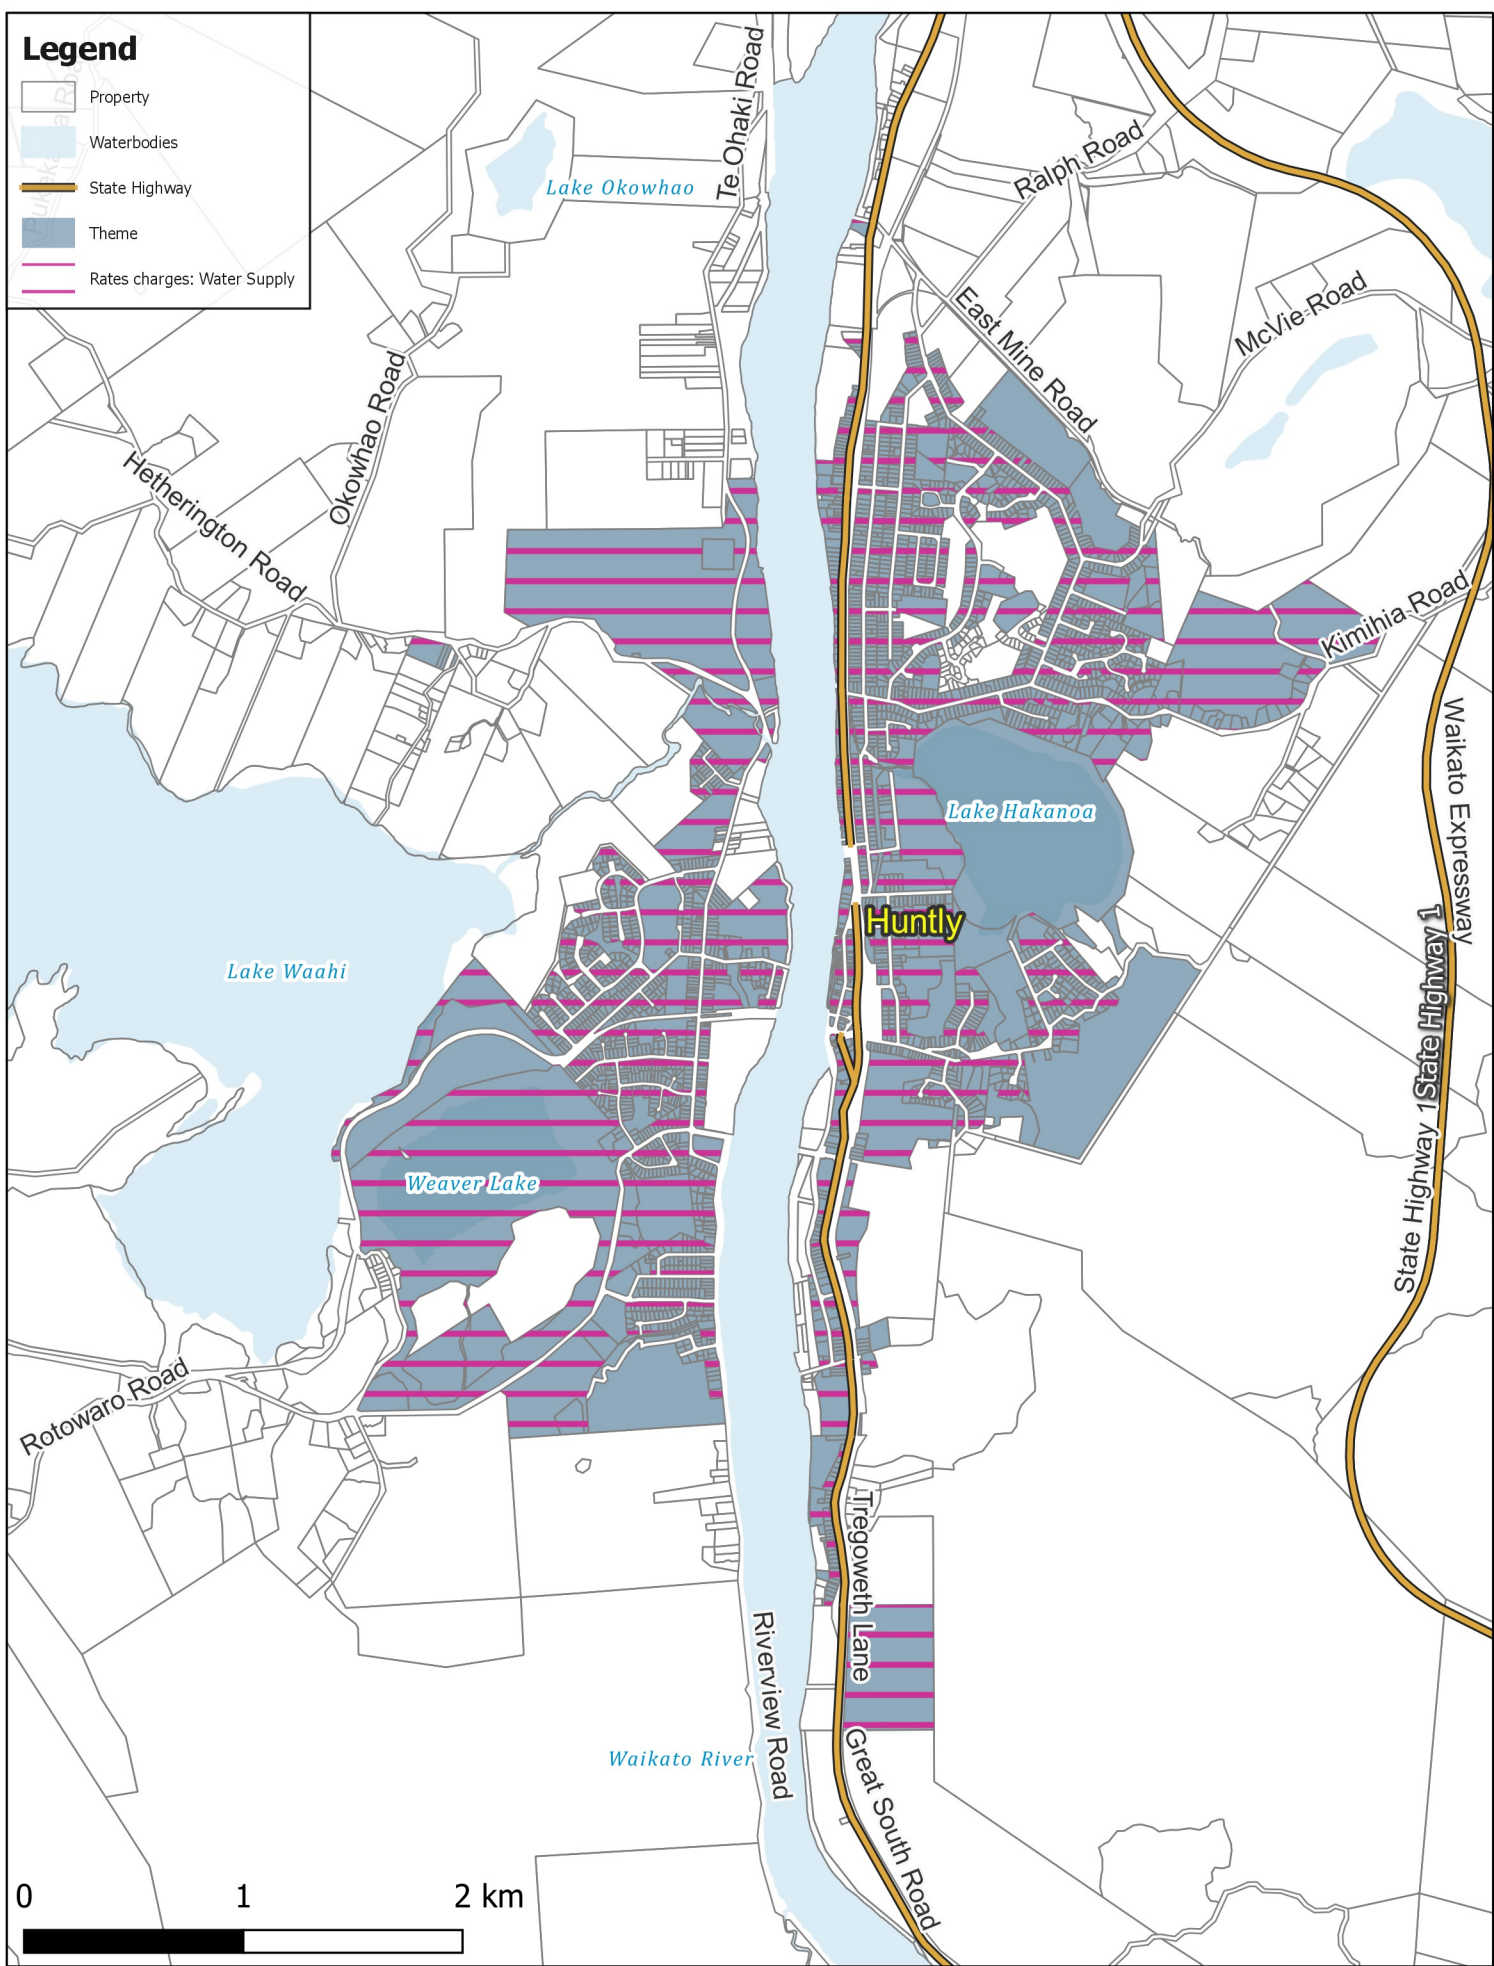 Legend
Property
Waterbodies
State Highway
Theme
Rates charges: Water Supply
Te Ohaki Road
Lake Okowhao
Ralph Road
East Mine Road
McVie Road
Okowhao Road
Hetherington Road
Kimihia Road
Waikato Expressway
Lake Hakanoa
Huntly
Lake Waahi
State Highway 1
State Highway 1
Weaver Lake
Rotowaro Road
Tregoweth Lane
Riverview Road
Waikato River
Great South Road
0 1 2 km